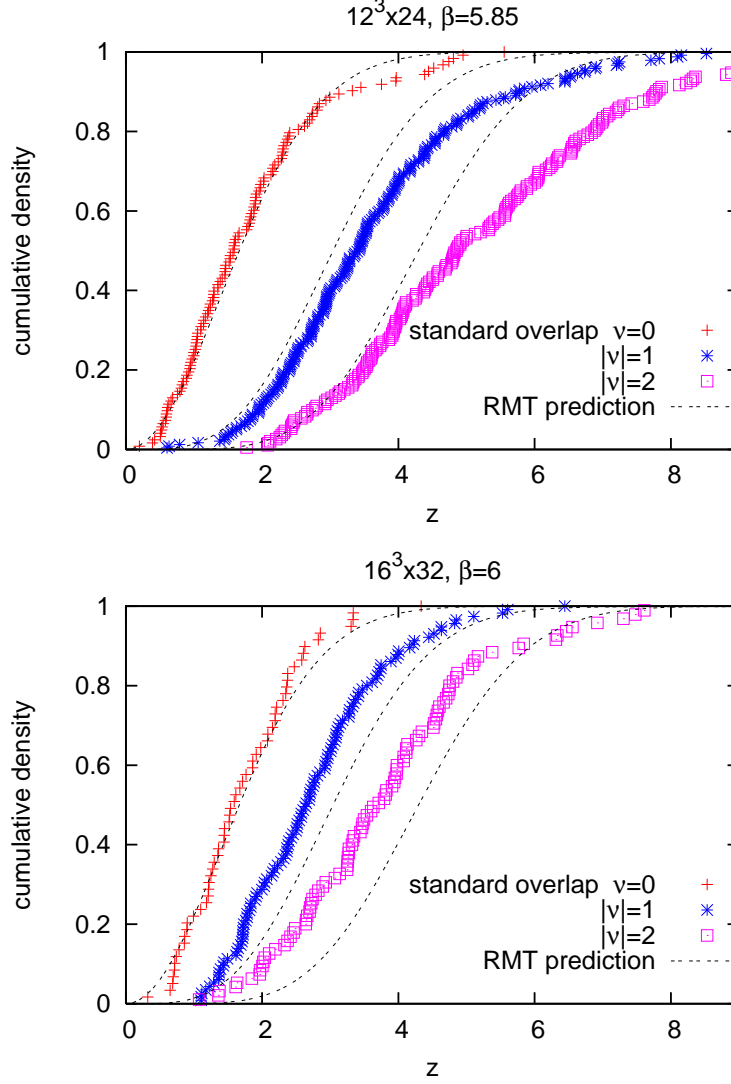 12³x24, β=5.85
cumulative density
1
0.8
0.6
0.4
0.2
0
standard overlap ν=0
|ν|=1
|ν|=2
RMT prediction
0 2 4 6 8
z
16³x32, β=6
cumulative density
1
0.8
0.6
0.4
0.2
0
standard overlap ν=0
|ν|=1
|ν|=2
RMT prediction
0 2 4 6 8
z